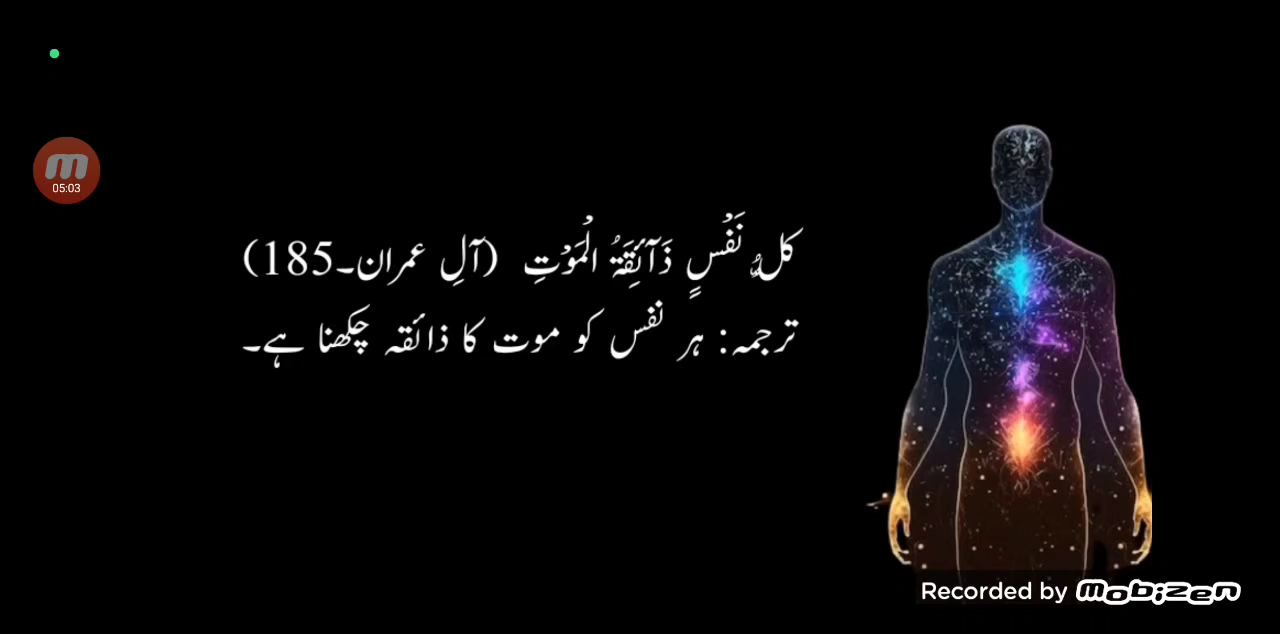 كلُّ نَفْسٍ ذَآئِقَةُ الْمَوْتِ (آلِ عمران۔185)
ترجمہ: ہر نفس کو موت کا ذائقہ چکھنا ہے۔
05:03
Recorded by mobizen